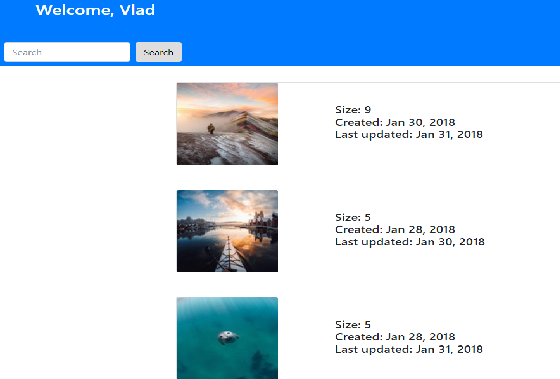 Welcome, Vlad
Search
Search
Size: 9
Created: Jan 30, 2018
Last updated: Jan 31, 2018
Size: 5
Created: Jan 28, 2018
Last updated: Jan 30, 2018
Size: 5
Created: Jan 28, 2018
Last updated: Jan 31, 2018